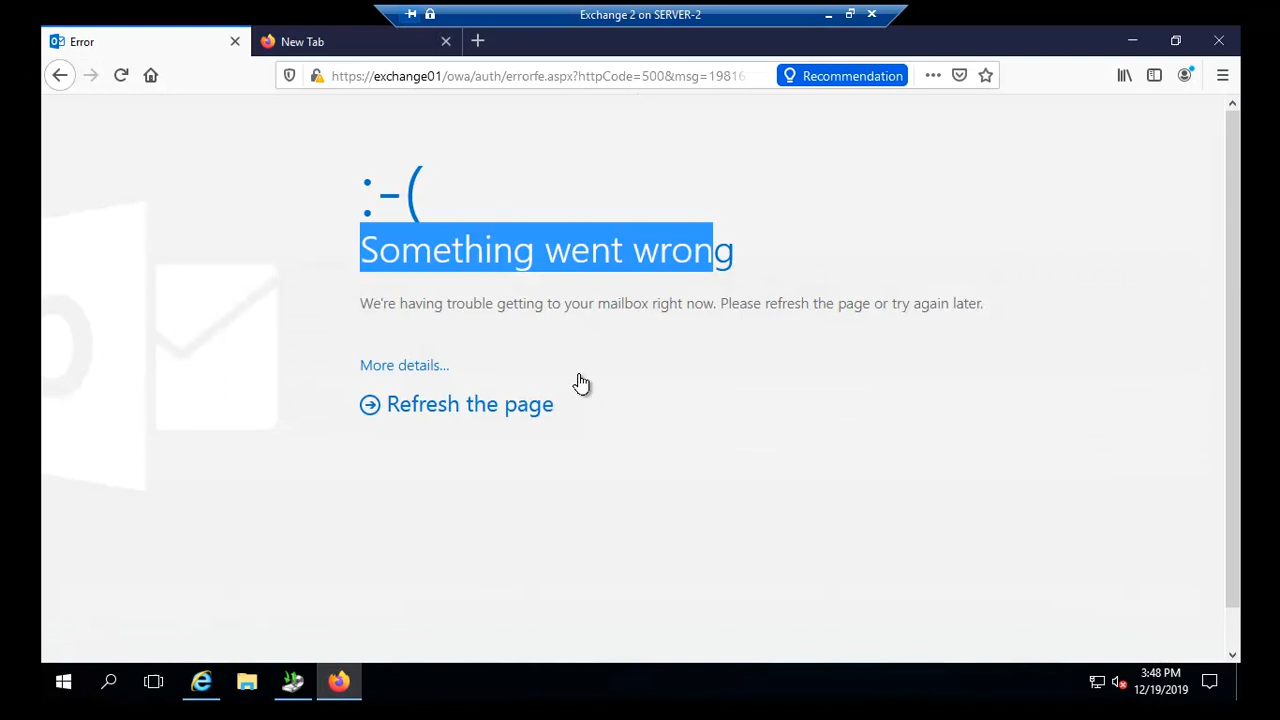 Exchange 2 on SERVER-2
Error
New Tab
https://exchange01/owa/auth/errorfe.aspx?httpCode=500&msg=19816
Recommendation
:-(
Something went wrong
We're having trouble getting to your mailbox right now. Please refresh the page or try again later.
More details...
Refresh the page
3:48 PM
12/19/2019